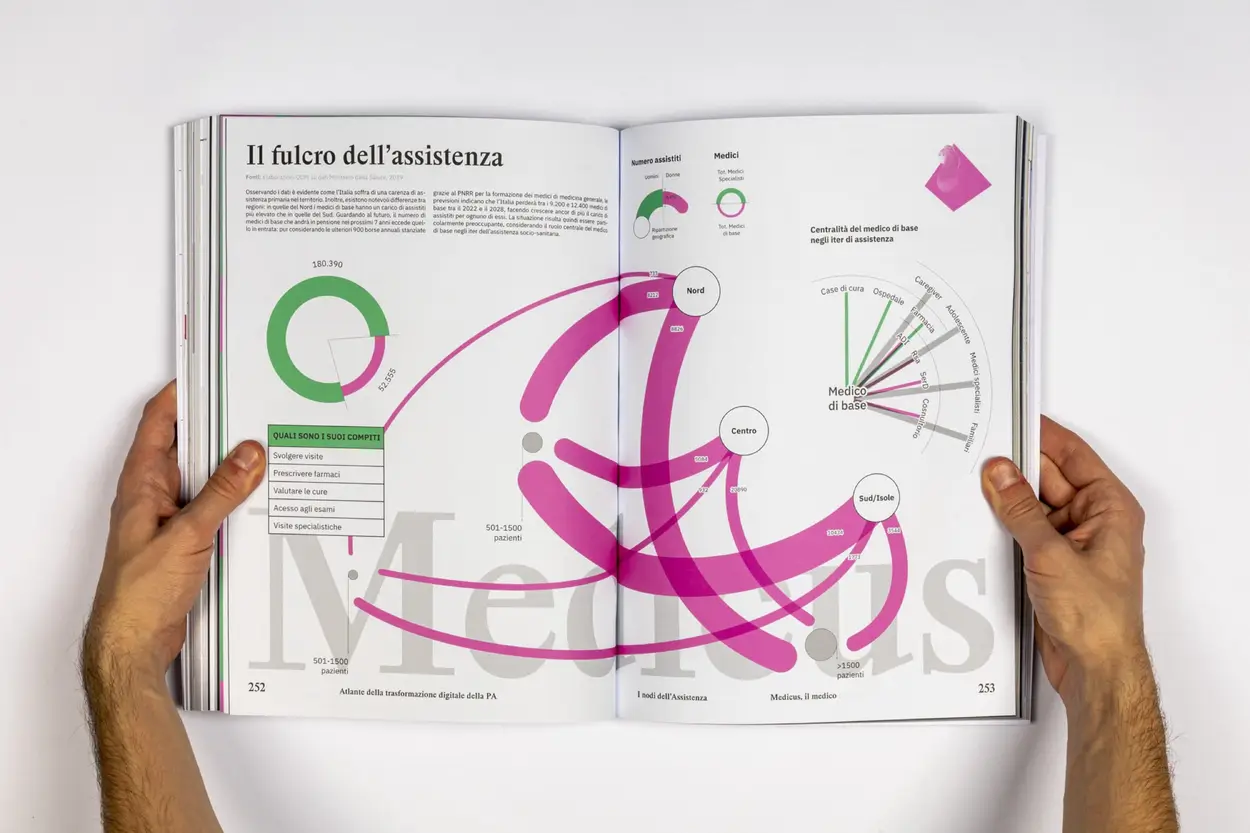 Il fulcro dell'assistenza
Fonti.
Osservando i dati è evidente come l'Italia soffra di una carenza di as-
sistenza primaria nel territorio. Inoltre, esistono notevoli differenze tra
regioni: in quelle del Nord i medici di base hanno un carico di assistiti
più elevato che in quelle del Sud. Guardando al futuro, il numero di
medici di base che andrà in pensione nei prossimi 7 anni eccede quel-
lo in entrata: pur considerando le ulteriori 900 borse annuali stanziate
grazie al PNRR per la formazione dei medici di medicina generale, le
previsioni indicano che l'Italia perderà tra i 9.200 e 12.400 medici di
base tra il 2022 e il 2028, facendo crescere ancor di più il carico di
assistiti per ognuno di essi. La situazione risulta quindi essere parti-
colarmente preoccupante, considerando il ruolo centrale del medico
di base negli iter dell'assistenza socio-sanitaria.
180.390
52.555
QUALI SONO I SUOI COMPITI
Svolgere visite
Prescrivere farmaci
Valutare le cure
Acesso agli esami
Visite specialistiche
501-1500
pazienti
501-1500
pazienti
Medicus
252
Atlante della trasformazione digitale della PA
Numero assistiti
Uomini
Donne
Ripartizione
geografica
Medici
Tot. Medici
Specialisti
Tot. Medici
di base
Centralità del medico di base
negli iter di assistenza
Case di cura
Ospedale
Caregiver
Farmacia
Adolescente
ADI
Rsa
Medici specialisti
SerD
Consultorio
Familiari
Medico
di base
Nord
Centro
Sud/Isole
>1500
pazienti
I nodi dell'Assistenza
Medicus, il medico
253